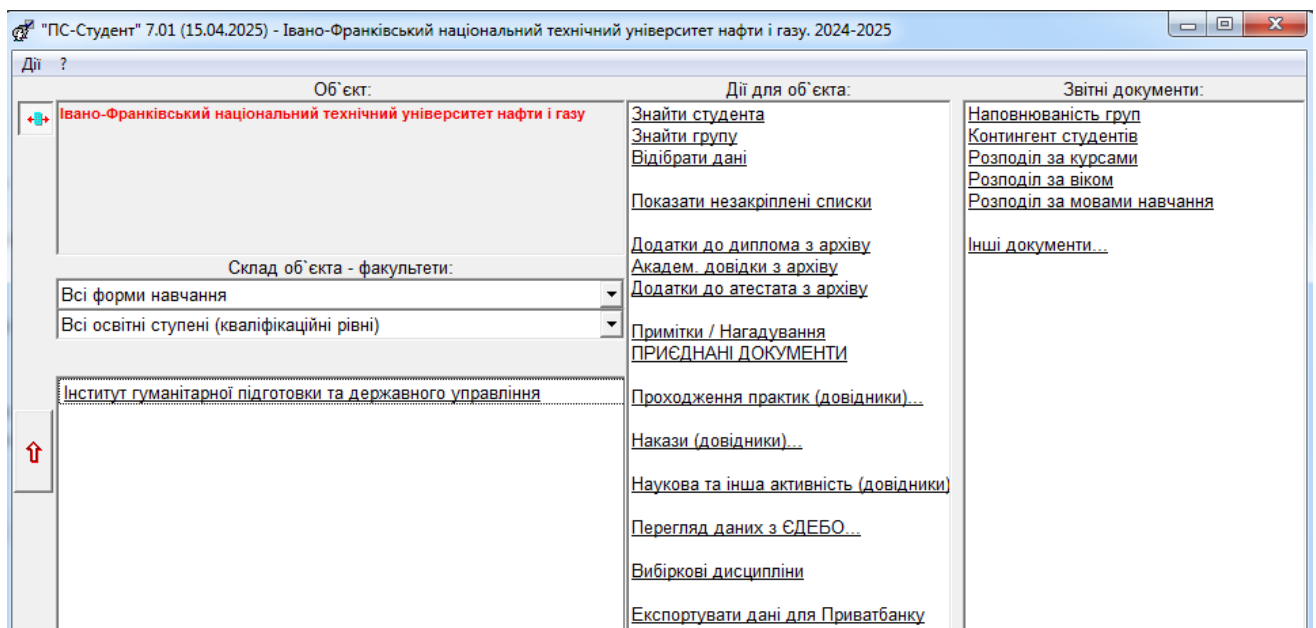 "ПС-Студент" 7.01 (15.04.2025) - Івано-Франківський національний технічний університет нафти і газу. 2024-2025
Дії ?
Об`єкт:
Івано-Франківський національний технічний університет нафти і газу
Склад об`єкта - факультети:
Всі форми навчання
Всі освітні ступені (кваліфікаційні рівні)
Інститут гуманітарної підготовки та державного управління
Дії для об`єкта:
Знайти студента
Знайти групу
Відібрати дані
Показати незакріплені списки
Додатки до диплома з архіву
Академ. довідки з архіву
Додатки до атестата з архіву
Примітки / Нагадування
ПРИЄДНАНІ ДОКУМЕНТИ
Проходження практик (довідники)...
Накази (довідники)...
Наукова та інша активність (довідники)
Перегляд даних з ЄДЕБО...
Вибіркові дисципліни
Експортувати дані для Приватбанку
Звітні документи:
Наповнюваність груп
Контингент студентів
Розподіл за курсами
Розподіл за віком
Розподіл за мовами навчання
Інші документи...